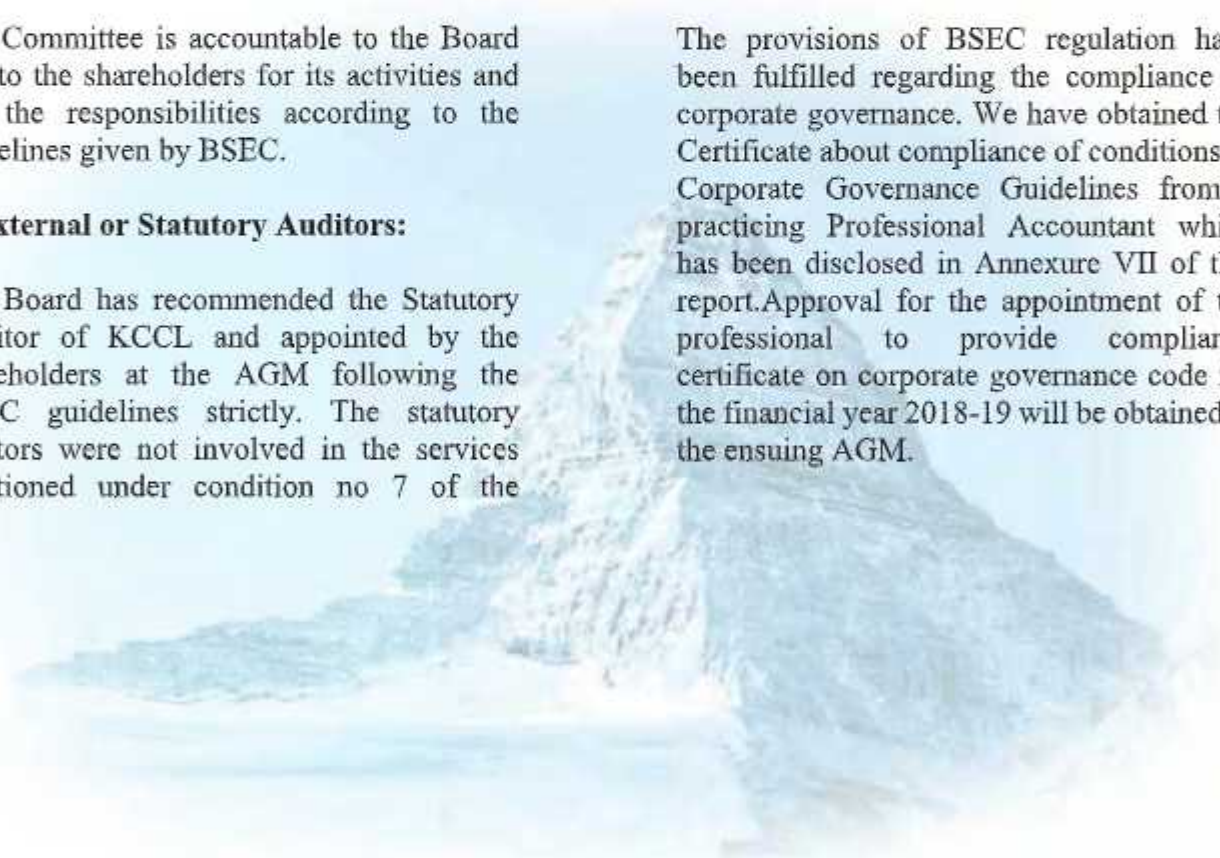 Committee is accountable to the Board
to the shareholders for its activities and
the responsibilities according to the
elines given by BSEC.
xternal or Statutory Auditors:
Board has recommended the Statutory
itor of KCCL and appointed by the
eholders at the AGM following the
C guidelines strictly. The statutory
tors were not involved in the services
tioned under condition no 7 of the
The provisions of BSEC regulation ha
been fulfilled regarding the compliance
corporate governance. We have obtained t
Certificate about compliance of conditions
Corporate Governance Guidelines from
practicing Professional Accountant whi
has been disclosed in Annexure VII of th
report.Approval for the appointment of t
professional to provide complian
certificate on corporate governance code
the financial year 2018-19 will be obtained
the ensuing AGM.